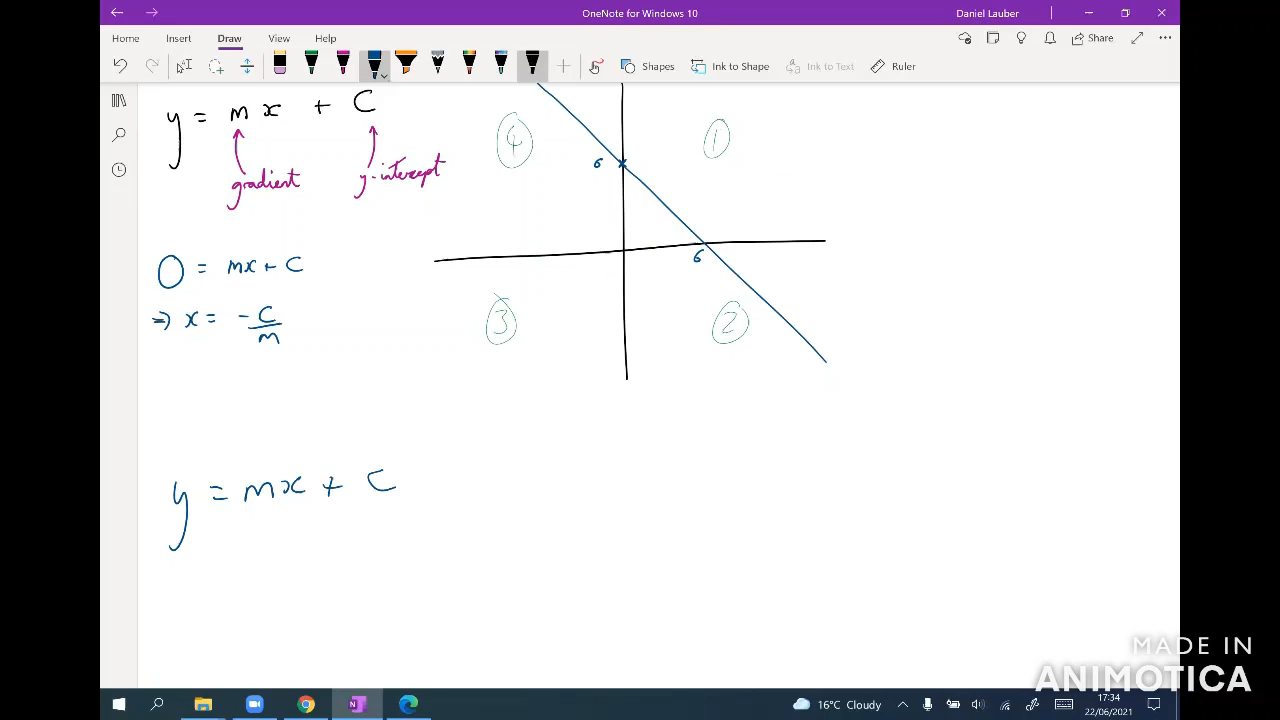 OneNote for Windows 10
Daniel Lauber
Home Insert Draw View Help
Share
Shapes
Ink to Shape
Ink to Text
Ruler
y = mx + C
gradient
y-intercept
0 = mx + C
⇒ x = -C/m
4
1
6
6
3
2
y = mx + C
MADE IN
ANIMOTICA
16°C Cloudy
17:34
22/06/2021